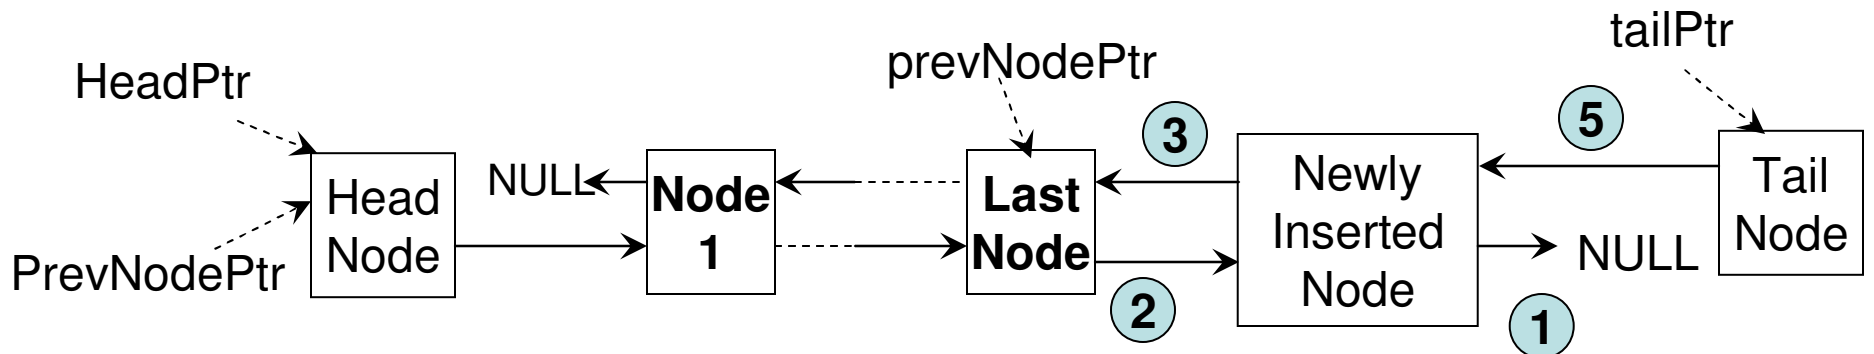 HeadPtr
PrevNodePtr
Head
Node
NULL
Node
1
prevNodePtr
Last
Node
3
2
Newly
Inserted
Node
5
1
NULL
tailPtr
Tail
Node